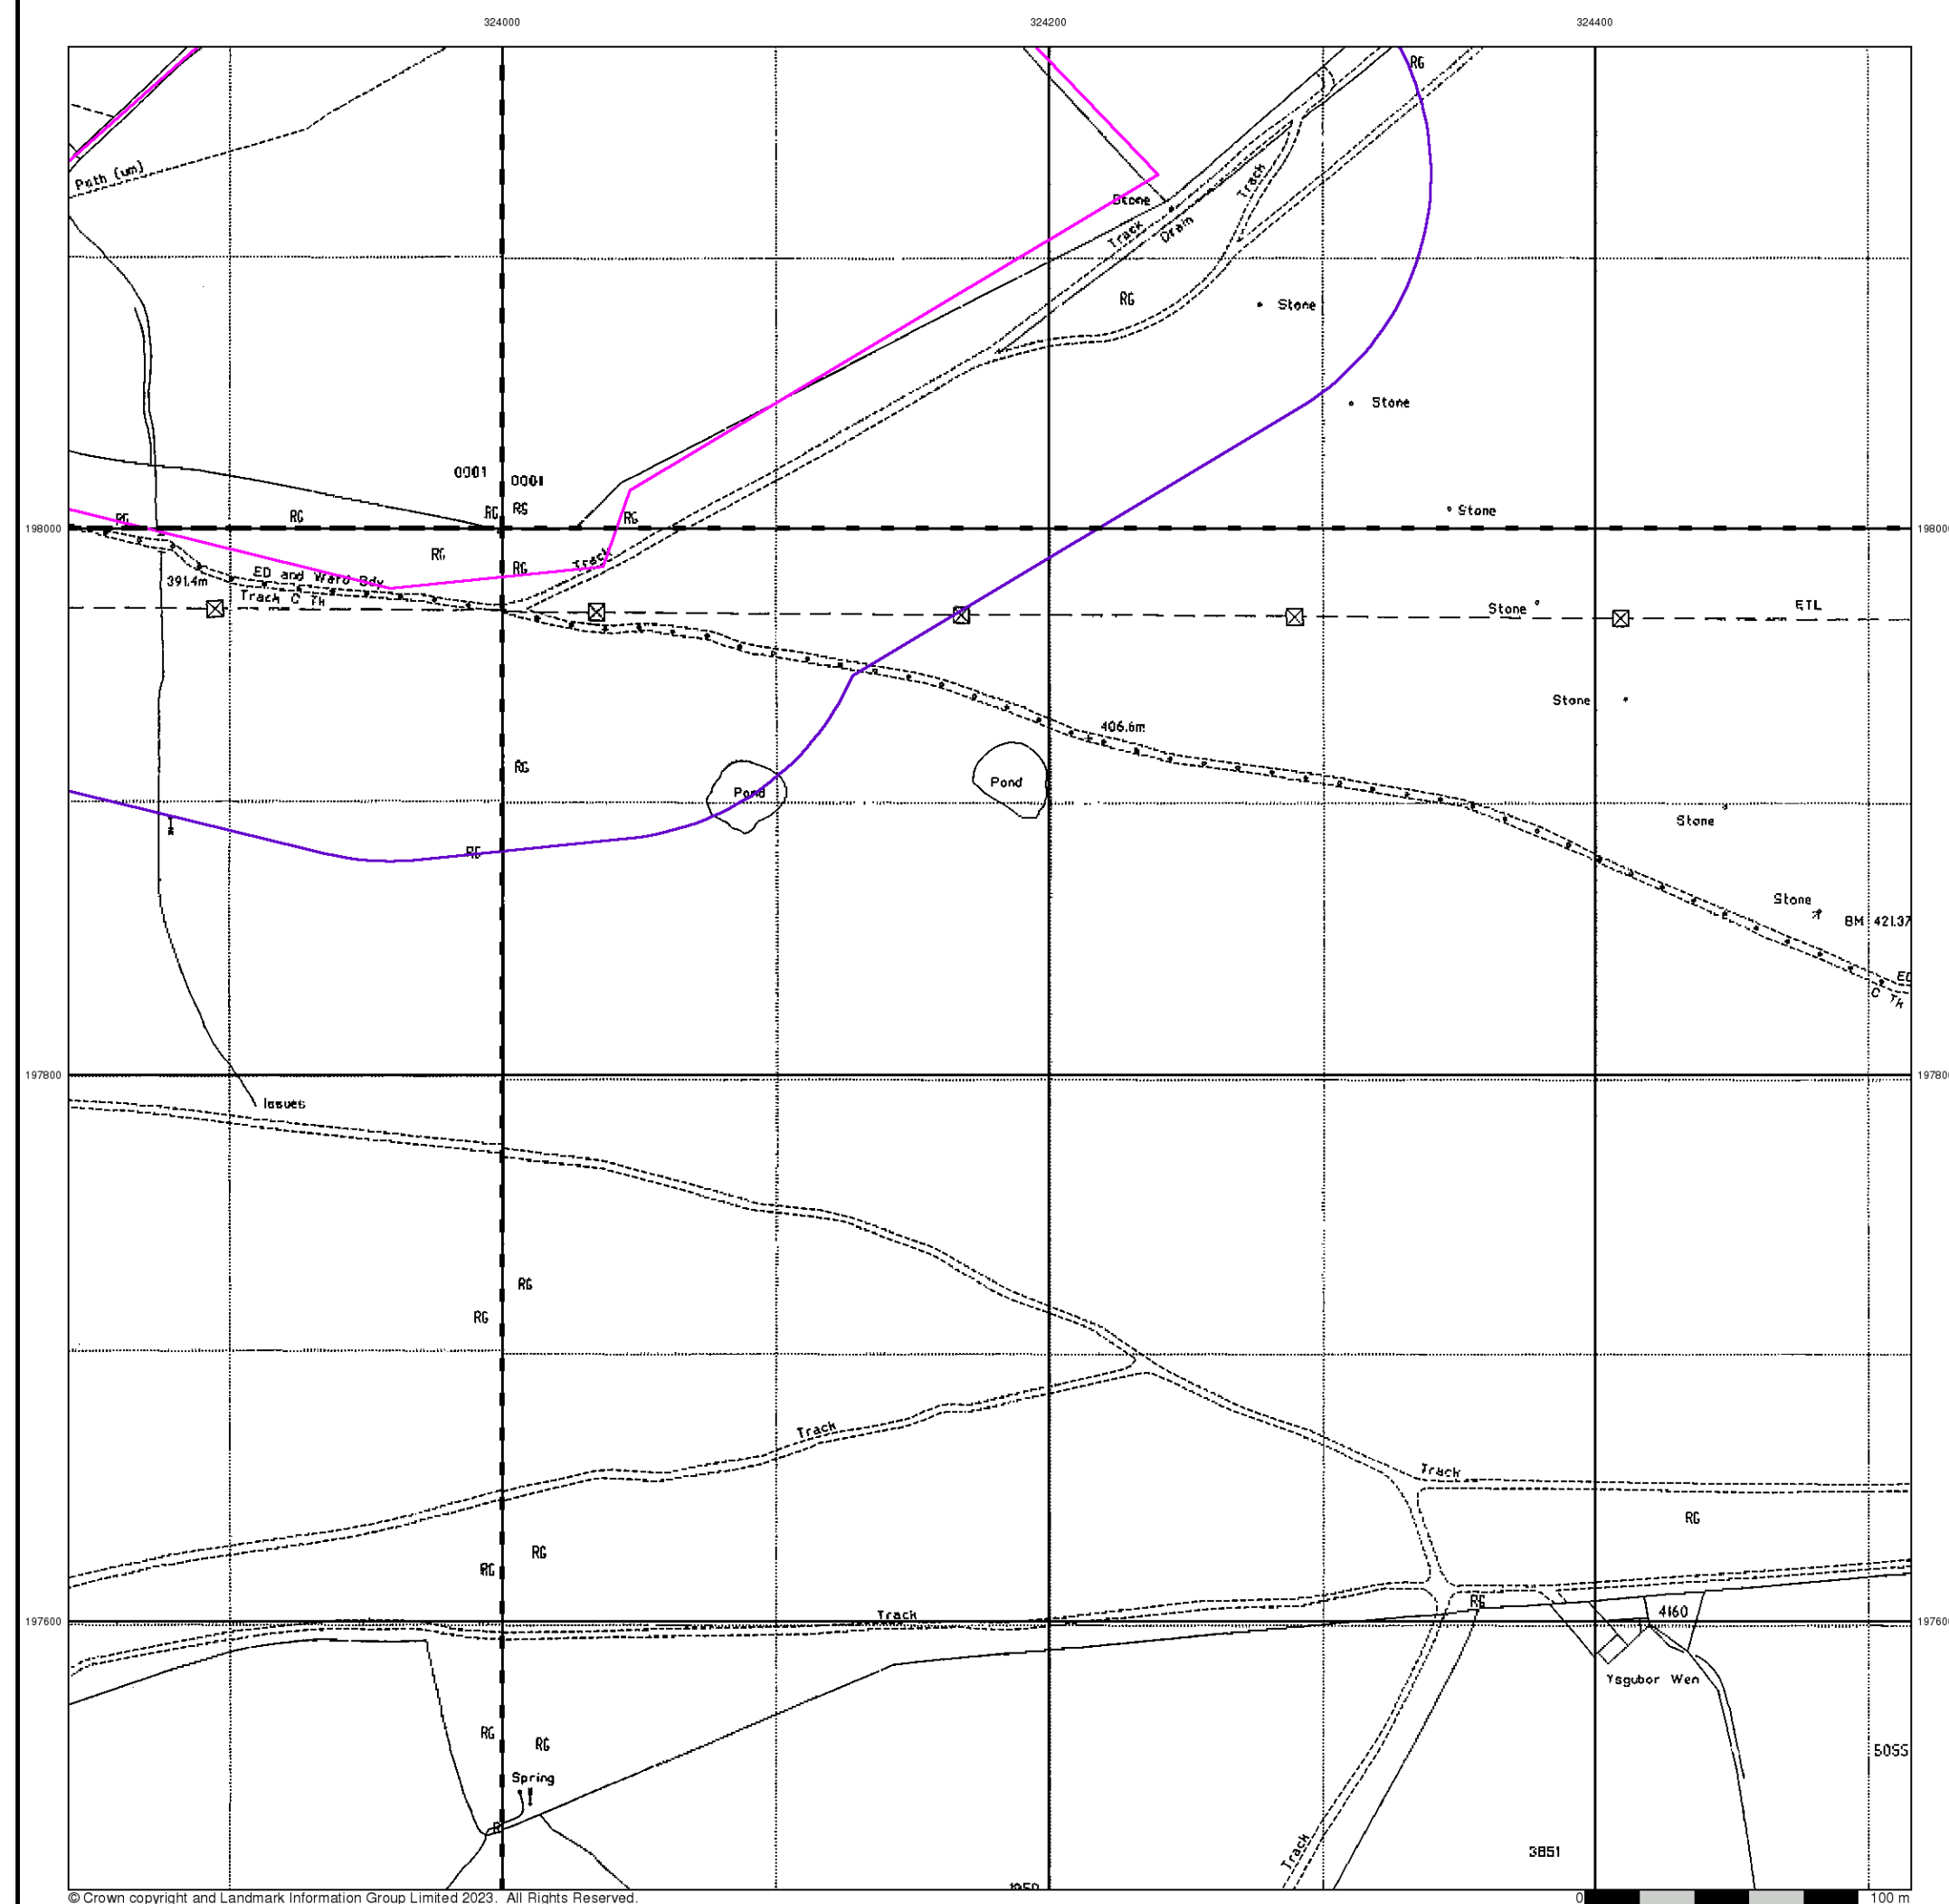 324000 324200 324400
RG
Path (um)
Stone
Track
Track
Drain
RG
Stone
Stone
0001 0001
RG RG RG RG RG
Stone
198000 198000
RG RG Track
ED and Ward Bdy
391.4m
Track C Tk
Stone
ETL
Stone
406.6m
RG
Pond
Pond
Stone
RG
Stone
BM 421.37
ED
C Tk
197800 197800
Issues
RG
RG
Track
Track
RG
RG
RG
197600 197600
Track
RG
4160
Ysgubor Wen
RG
RG
Spring
Track
3851
© Crown copyright and Landmark Information Group Limited 2023. All Rights Reserved.
0 100 m